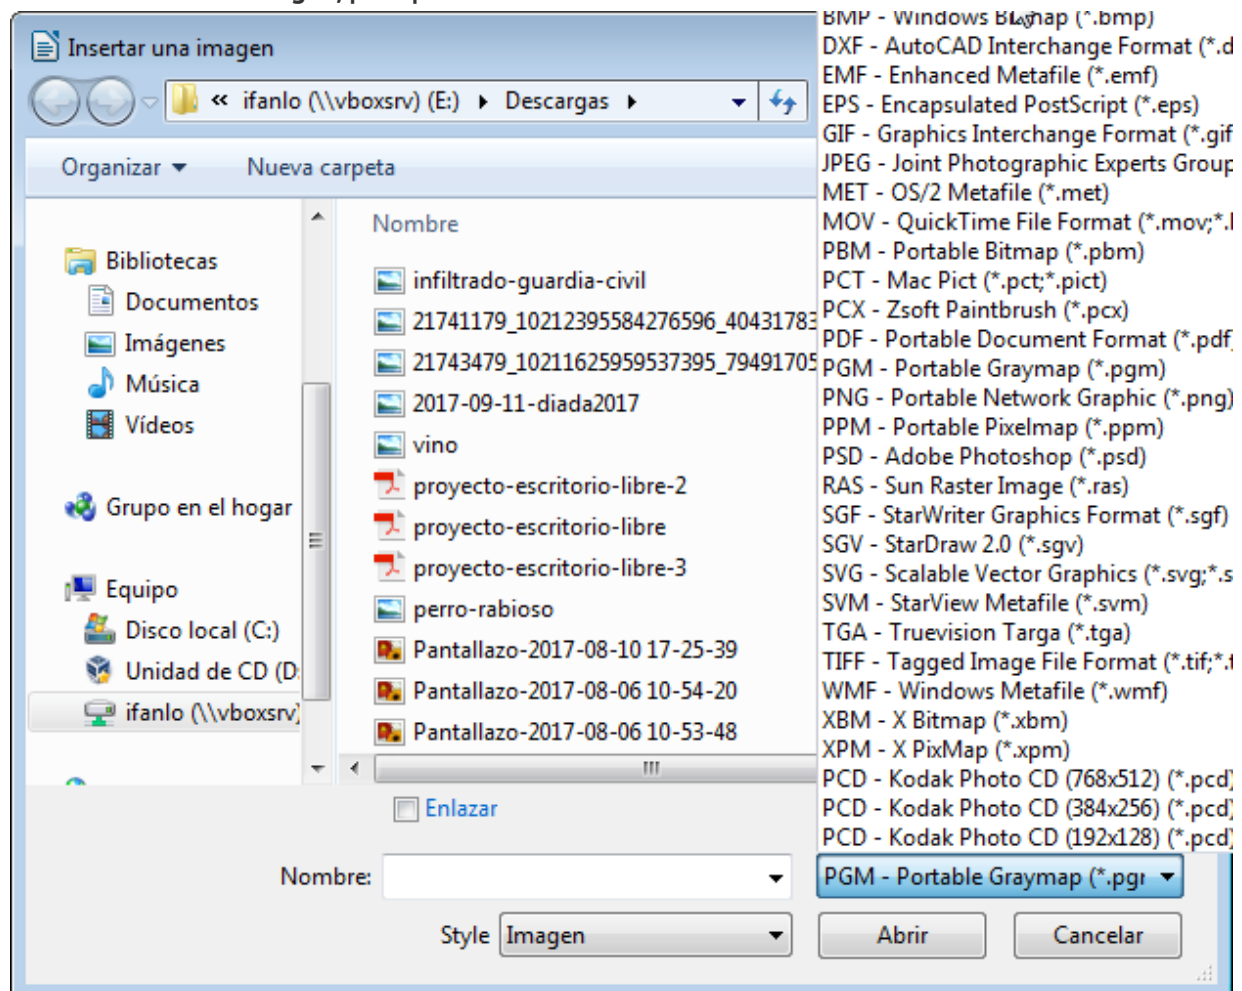 Insertar una imagen
« ifanlo (\\vboxsrv) (E:) Descargas
Organizar Nueva carpeta
Nombre
Bibliotecas
Documentos
Imágenes
Música
Vídeos
Grupo en el hogar
Equipo
Disco local (C:)
Unidad de CD (D:
ifanlo (\\vboxsrv)
infiltrado-guardia-civil
21741179_10212395584276596_40431783
21743479_10211625959537395_79491705
2017-09-11-diada2017
vino
proyecto-escritorio-libre-2
proyecto-escritorio-libre
proyecto-escritorio-libre-3
perro-rabioso
Pantallazo-2017-08-10 17-25-39
Pantallazo-2017-08-06 10-54-20
Pantallazo-2017-08-06 10-53-48
BMP - Windows Bitmap (*.bmp)
DXF - AutoCAD Interchange Format (*.d
EMF - Enhanced Metafile (*.emf)
EPS - Encapsulated PostScript (*.eps)
GIF - Graphics Interchange Format (*.gif
JPEG - Joint Photographic Experts Group
MET - OS/2 Metafile (*.met)
MOV - QuickTime File Format (*.mov;*.
PBM - Portable Bitmap (*.pbm)
PCT - Mac Pict (*.pct;*.pict)
PCX - Zsoft Paintbrush (*.pcx)
PDF - Portable Document Format (*.pdf)
PGM - Portable Graymap (*.pgm)
PNG - Portable Network Graphic (*.png)
PPM - Portable Pixelmap (*.ppm)
PSD - Adobe Photoshop (*.psd)
RAS - Sun Raster Image (*.ras)
SGF - StarWriter Graphics Format (*.sgf)
SGV - StarDraw 2.0 (*.sgv)
SVG - Scalable Vector Graphics (*.svg;*.s
SVM - StarView Metafile (*.svm)
TGA - Truevision Targa (*.tga)
TIFF - Tagged Image File Format (*.tif;*.t
WMF - Windows Metafile (*.wmf)
XBM - X Bitmap (*.xbm)
XPM - X PixMap (*.xpm)
PCD - Kodak Photo CD (768x512) (*.pcd)
PCD - Kodak Photo CD (384x256) (*.pcd)
PCD - Kodak Photo CD (192x128) (*.pcd)
Enlazar
Nombre: PGM - Portable Graymap (*.pgr
Style Imagen Abrir Cancelar